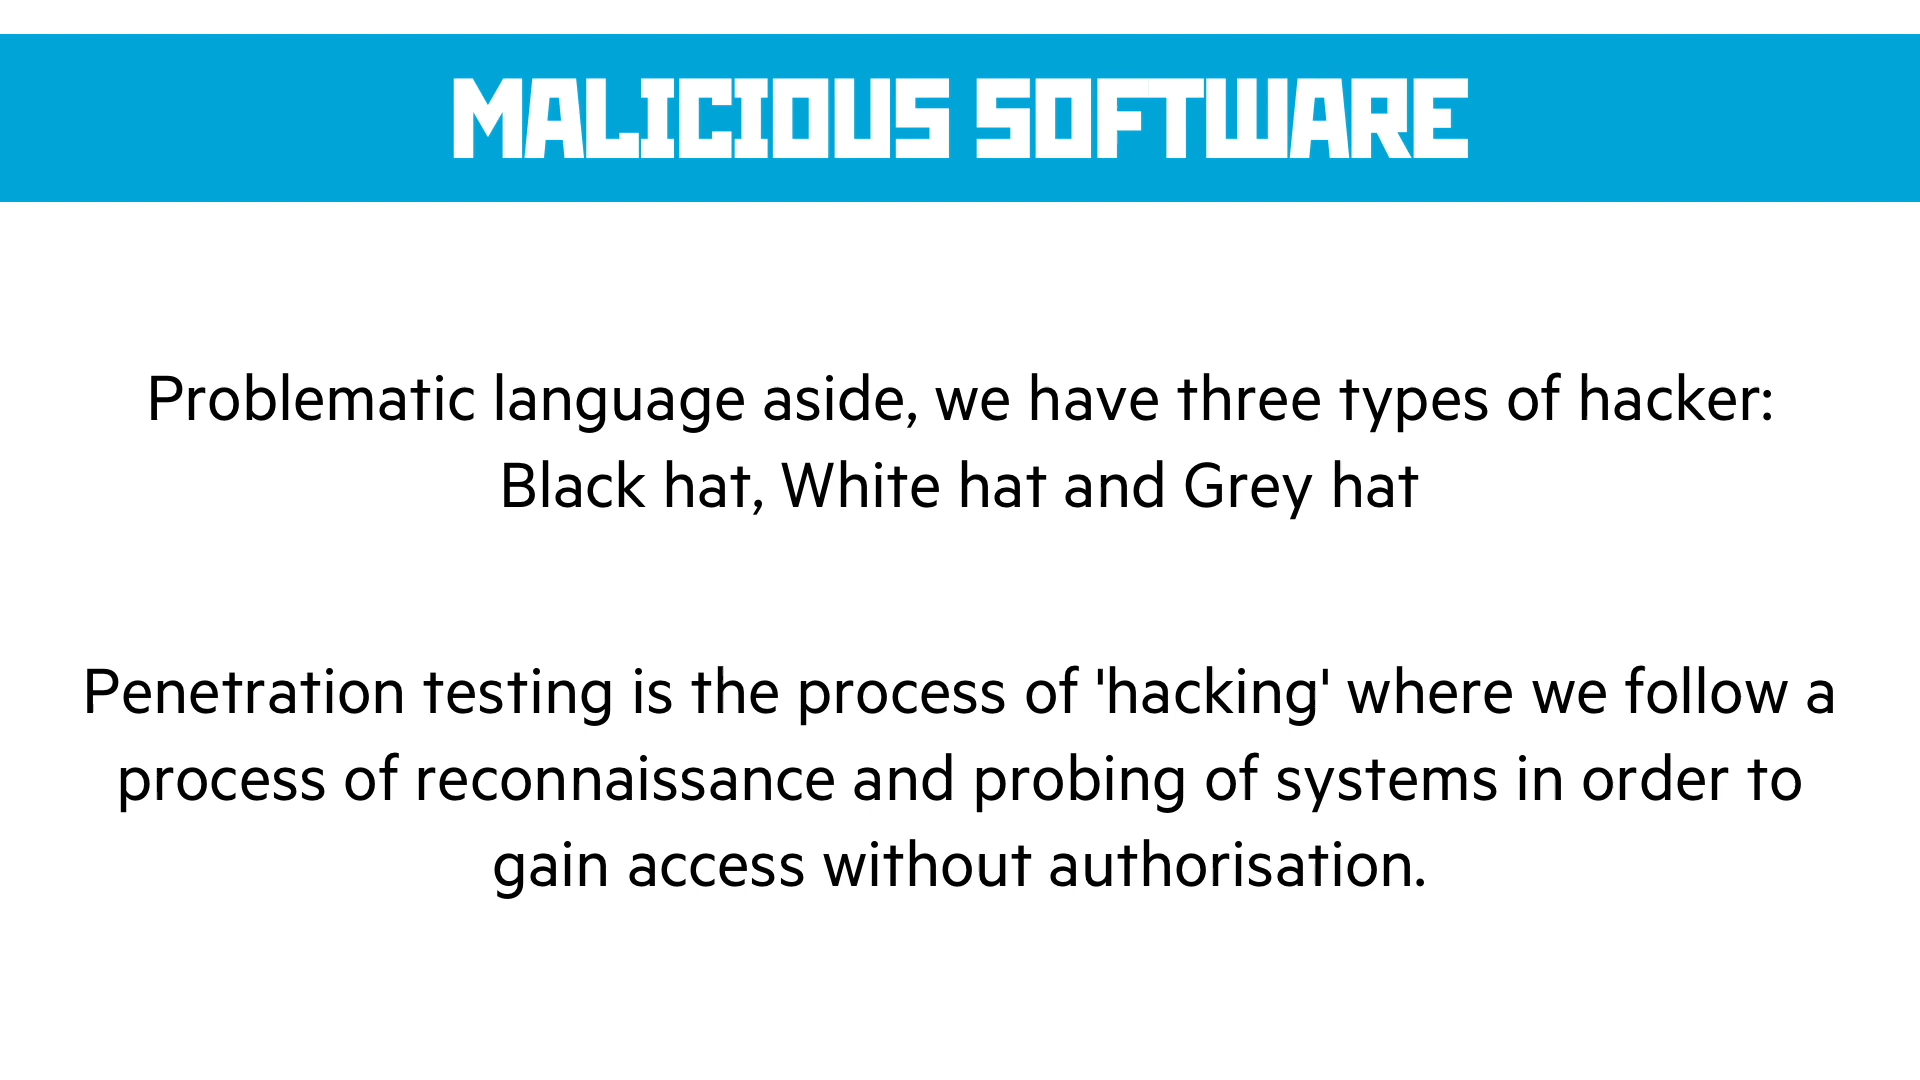 MALICIOUS SOFTWARE
Problematic language aside, we have three types of hacker:
Black hat, White hat and Grey hat
Penetration testing is the process of 'hacking' where we follow a
process of reconnaissance and probing of systems in order to
gain access without authorisation.